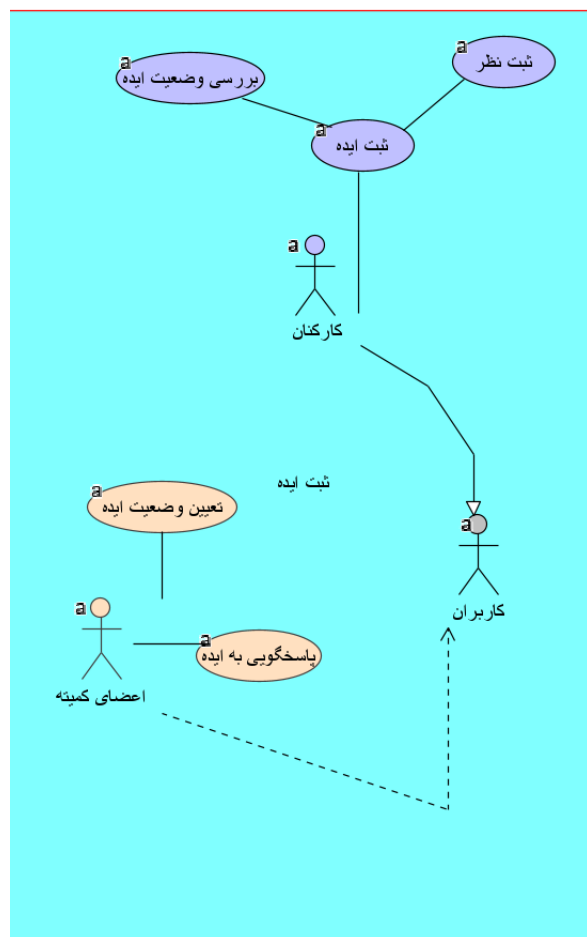 a
ثبت نظر
a
بررسی وضعیت ایده
a
ثبت ایده
a
کارکنان
ثبت ایده
a
تعیین وضعیت ایده
a
کاربران
a
اعضای کمیته
a
پاسخگویی به ایده